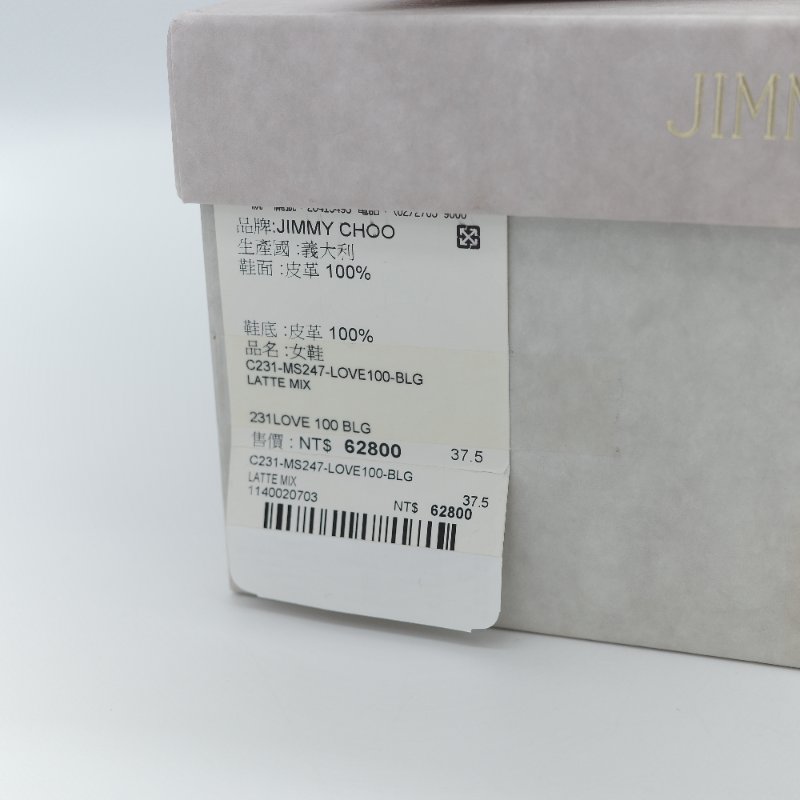 JIMM
品牌:JIMMY CHOO
生產國:義大利
鞋面:皮革 100%
鞋底:皮革 100%
品名:女鞋
C231-MS247-LOVE100-BLG
LATTE MIX
231LOVE 100 BLG
售價:NT$ 62800 37.5
C231-MS247-LOVE100-BLG
LATTE MIX 37.5
1140020703 NT$ 62800